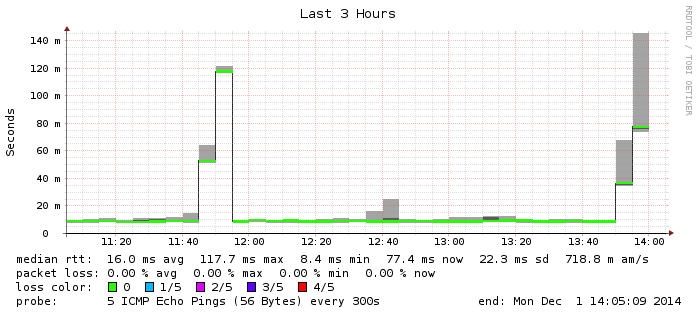 Last 3 Hours
RRDTOOL / TOBI OETIKER
Seconds
140 m
120 m
100 m
80 m
60 m
40 m
20 m
0
11:20 11:40 12:00 12:20 12:40 13:00 13:20 13:40 14:00
median rtt: 16.0 ms avg 117.7 ms max 8.4 ms min 77.4 ms now 22.3 ms sd 718.8 m am/s
packet loss: 0.00 % avg 0.00 % max 0.00 % min 0.00 % now
loss color: 0 1/5 2/5 3/5 4/5
probe: 5 ICMP Echo Pings (56 Bytes) every 300s end: Mon Dec 1 14:05:09 2014